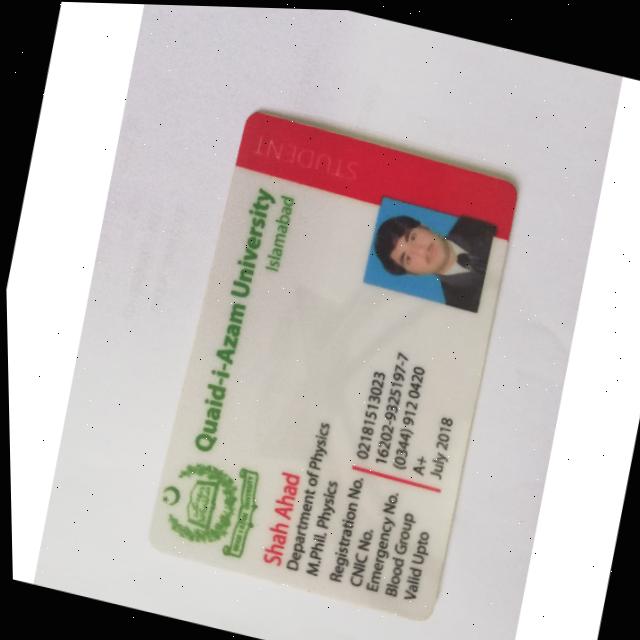 STUDENT
Quaid-i-Azam University
Islamabad
Shah Ahad
Department of Physics
M.Phil. Physics
Registration No. 02181513023
CNIC No. 16202-9325197-7
Emergency No. (0344) 912 0420
Blood Group A+
Valid Upto July 2018